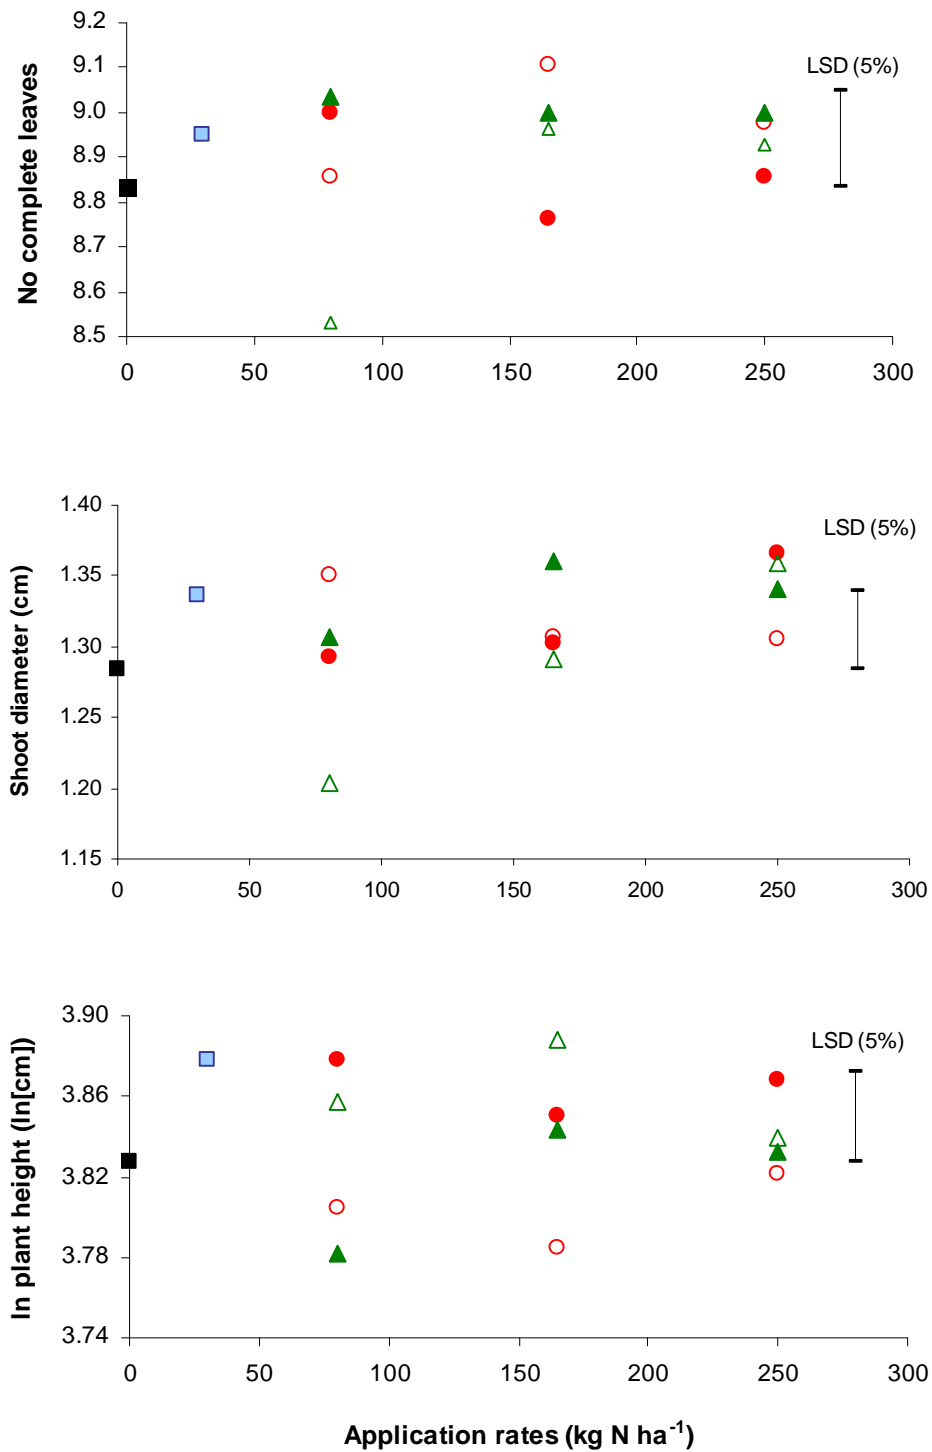 No complete leaves
9.2
9.1
9.0
8.9
8.8
8.7
8.6
8.5
LSD (5%)
0 50 100 150 200 250 300
Shoot diameter (cm)
1.40
1.35
1.30
1.25
1.20
1.15
LSD (5%)
0 50 100 150 200 250 300
ln plant height (ln[cm])
3.90
3.86
3.82
3.78
3.74
LSD (5%)
0 50 100 150 200 250 300
Application rates (kg N ha⁻¹)